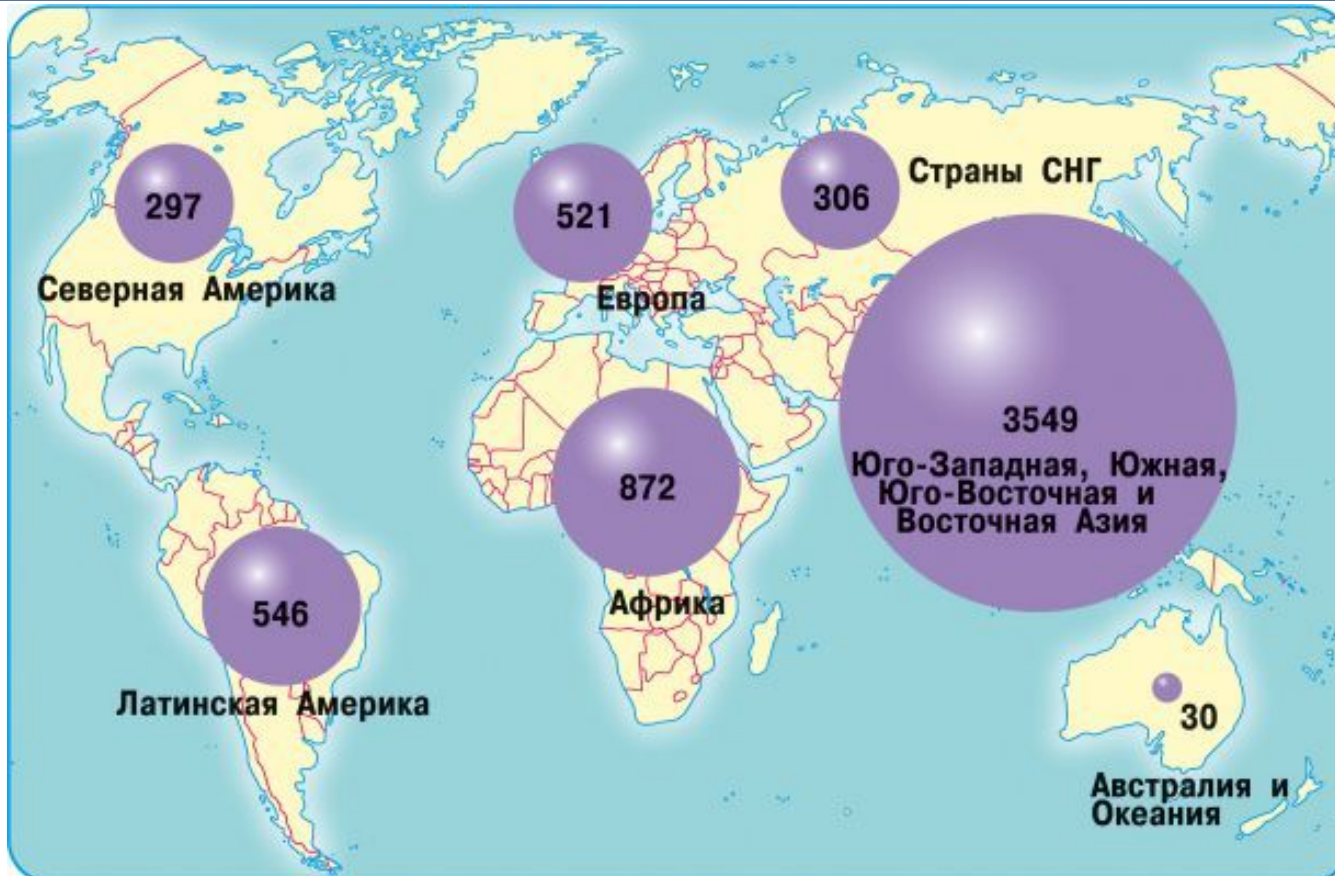 297
Северная Америка
521
Европа
306
Страны СНГ
3549
Юго-Западная, Южная,
Юго-Восточная и
Восточная Азия
872
Африка
546
Латинская Америка
30
Австралия и
Океания